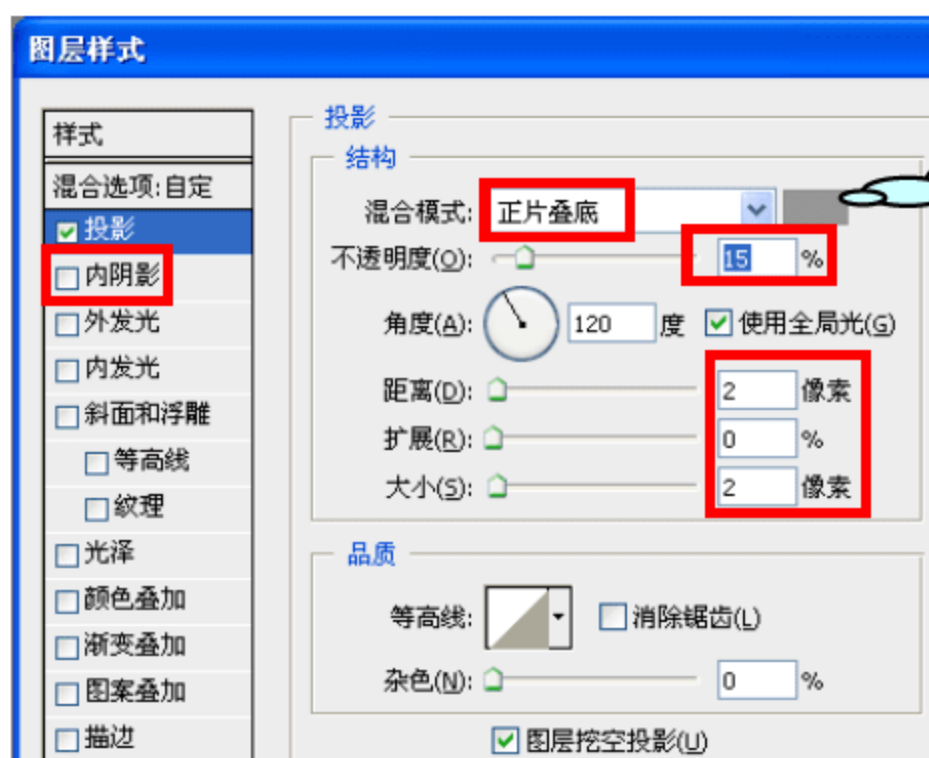 图层样式
样式
混合选项:自定
投影
内阴影
外发光
内发光
斜面和浮雕
等高线
纹理
光泽
颜色叠加
渐变叠加
图案叠加
描边
投影
结构
混合模式: 正片叠底
不透明度(O): 15 %
角度(A): 120 度 使用全局光(G)
距离(D): 2 像素
扩展(R): 0 %
大小(S): 2 像素
品质
等高线: 消除锯齿(L)
杂色(N): 0 %
图层挖空投影(U)